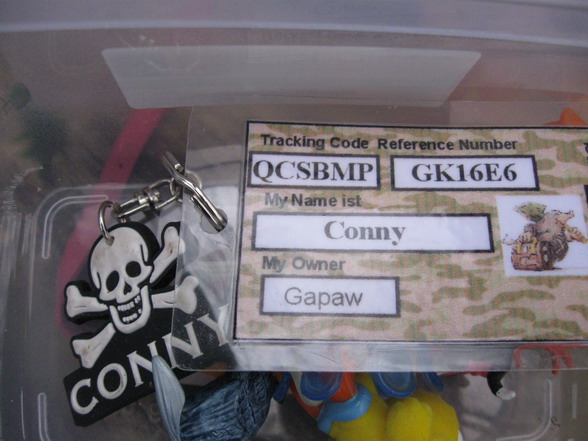 Tracking Code Reference Number
QCSBMP GK16E6
My Name ist
Conny
My Owner
Gapaw
CONNY